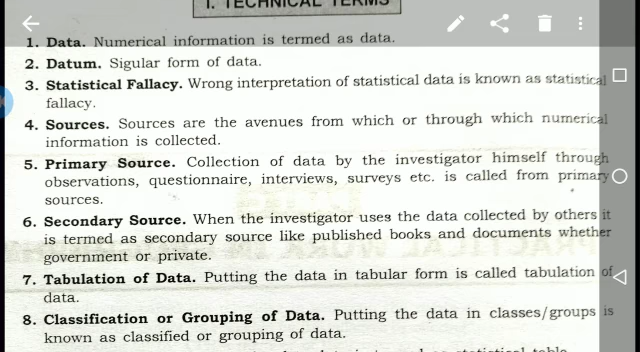 I. TECHNICAL TERMS
1. Data. Numerical information is termed as data.
2. Datum. Sigular form of data.
3. Statistical Fallacy. Wrong interpretation of statistical data is known as statistical
fallacy.
4. Sources. Sources are the avenues from which or through which numerical
information is collected.
5. Primary Source. Collection of data by the investigator himself through
observations, questionnaire, interviews, surveys etc. is called from primary
sources.
6. Secondary Source. When the investigator uses the data collected by others it
is termed as secondary source like published books and documents whether
government or private.
7. Tabulation of Data. Putting the data in tabular form is called tabulation of
data.
8. Classification or Grouping of Data. Putting the data in classes/groups is
known as classified or grouping of data.